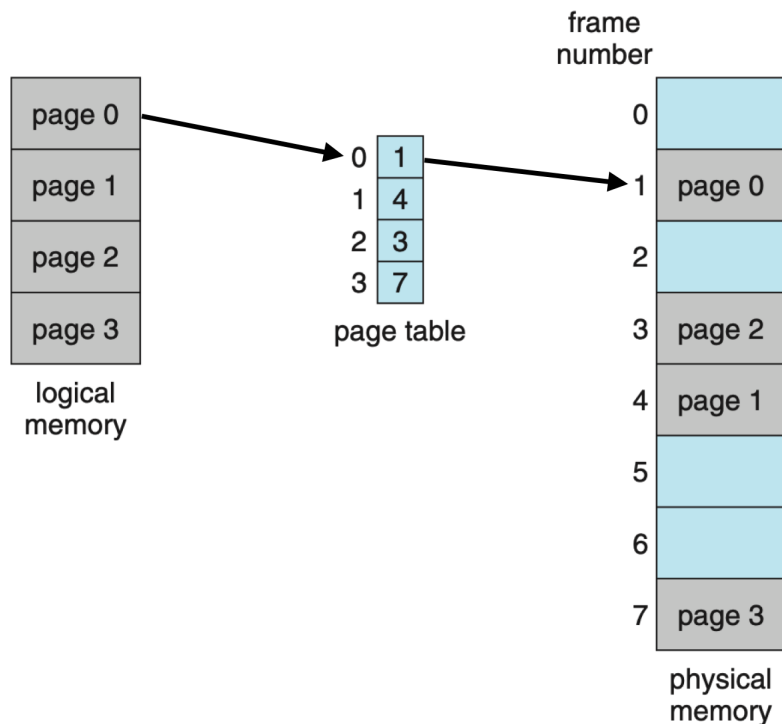 page 0
page 1
page 2
page 3
logical
memory
0 1
1 4
2 3
3 7
page table
frame
number
0
1 page 0
2
3 page 2
4 page 1
5
6
7 page 3
physical
memory